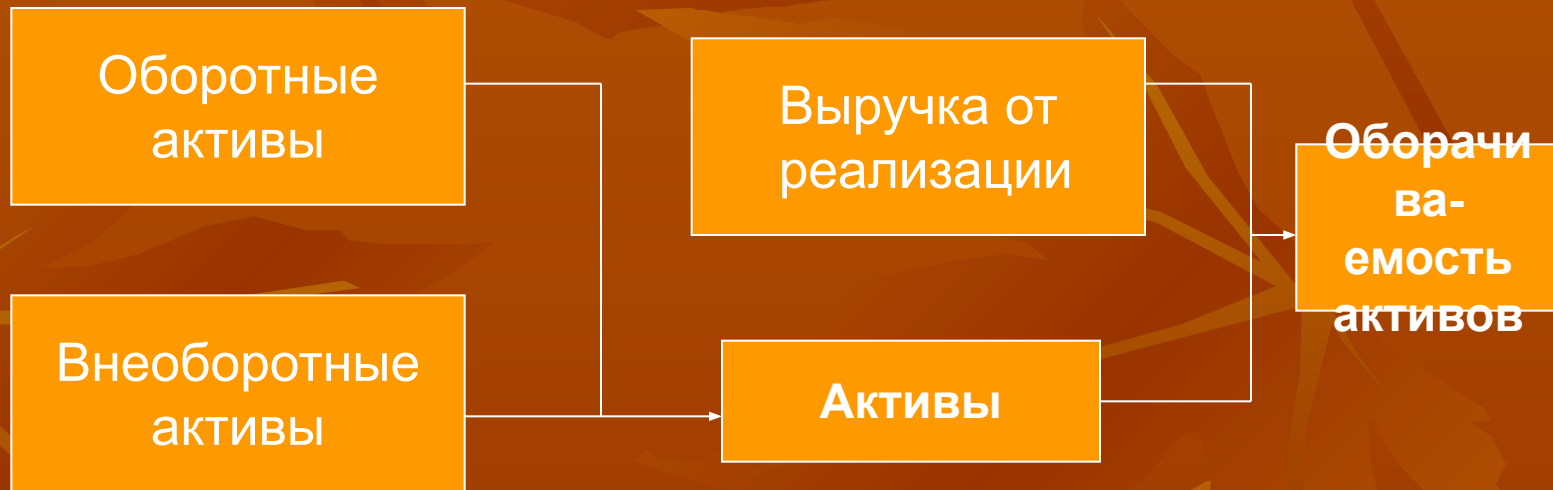 Оборотные
активы
Выручка от
реализации
Оборачи
ва-
емость
активов
Внеоборотные
активы
Активы